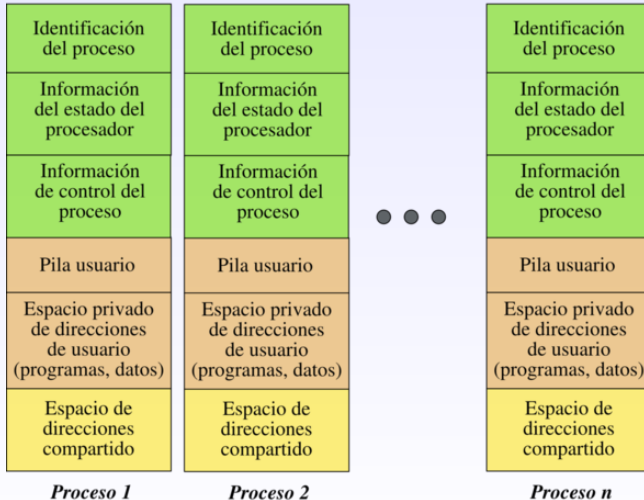 Identificación
del proceso
Información
del estado del
procesador
Información
de control del
proceso
Pila usuario
Espacio privado
de direcciones
de usuario
(programas, datos)
Espacio de
direcciones
compartido
Proceso 1
Identificación
del proceso
Información
del estado del
procesador
Información
de control del
proceso
Pila usuario
Espacio privado
de direcciones
de usuario
(programas, datos)
Espacio de
direcciones
compartido
Proceso 2
Identificación
del proceso
Información
del estado del
procesador
Información
de control del
proceso
Pila usuario
Espacio privado
de direcciones
de usuario
(programas, datos)
Espacio de
direcciones
compartido
Proceso n